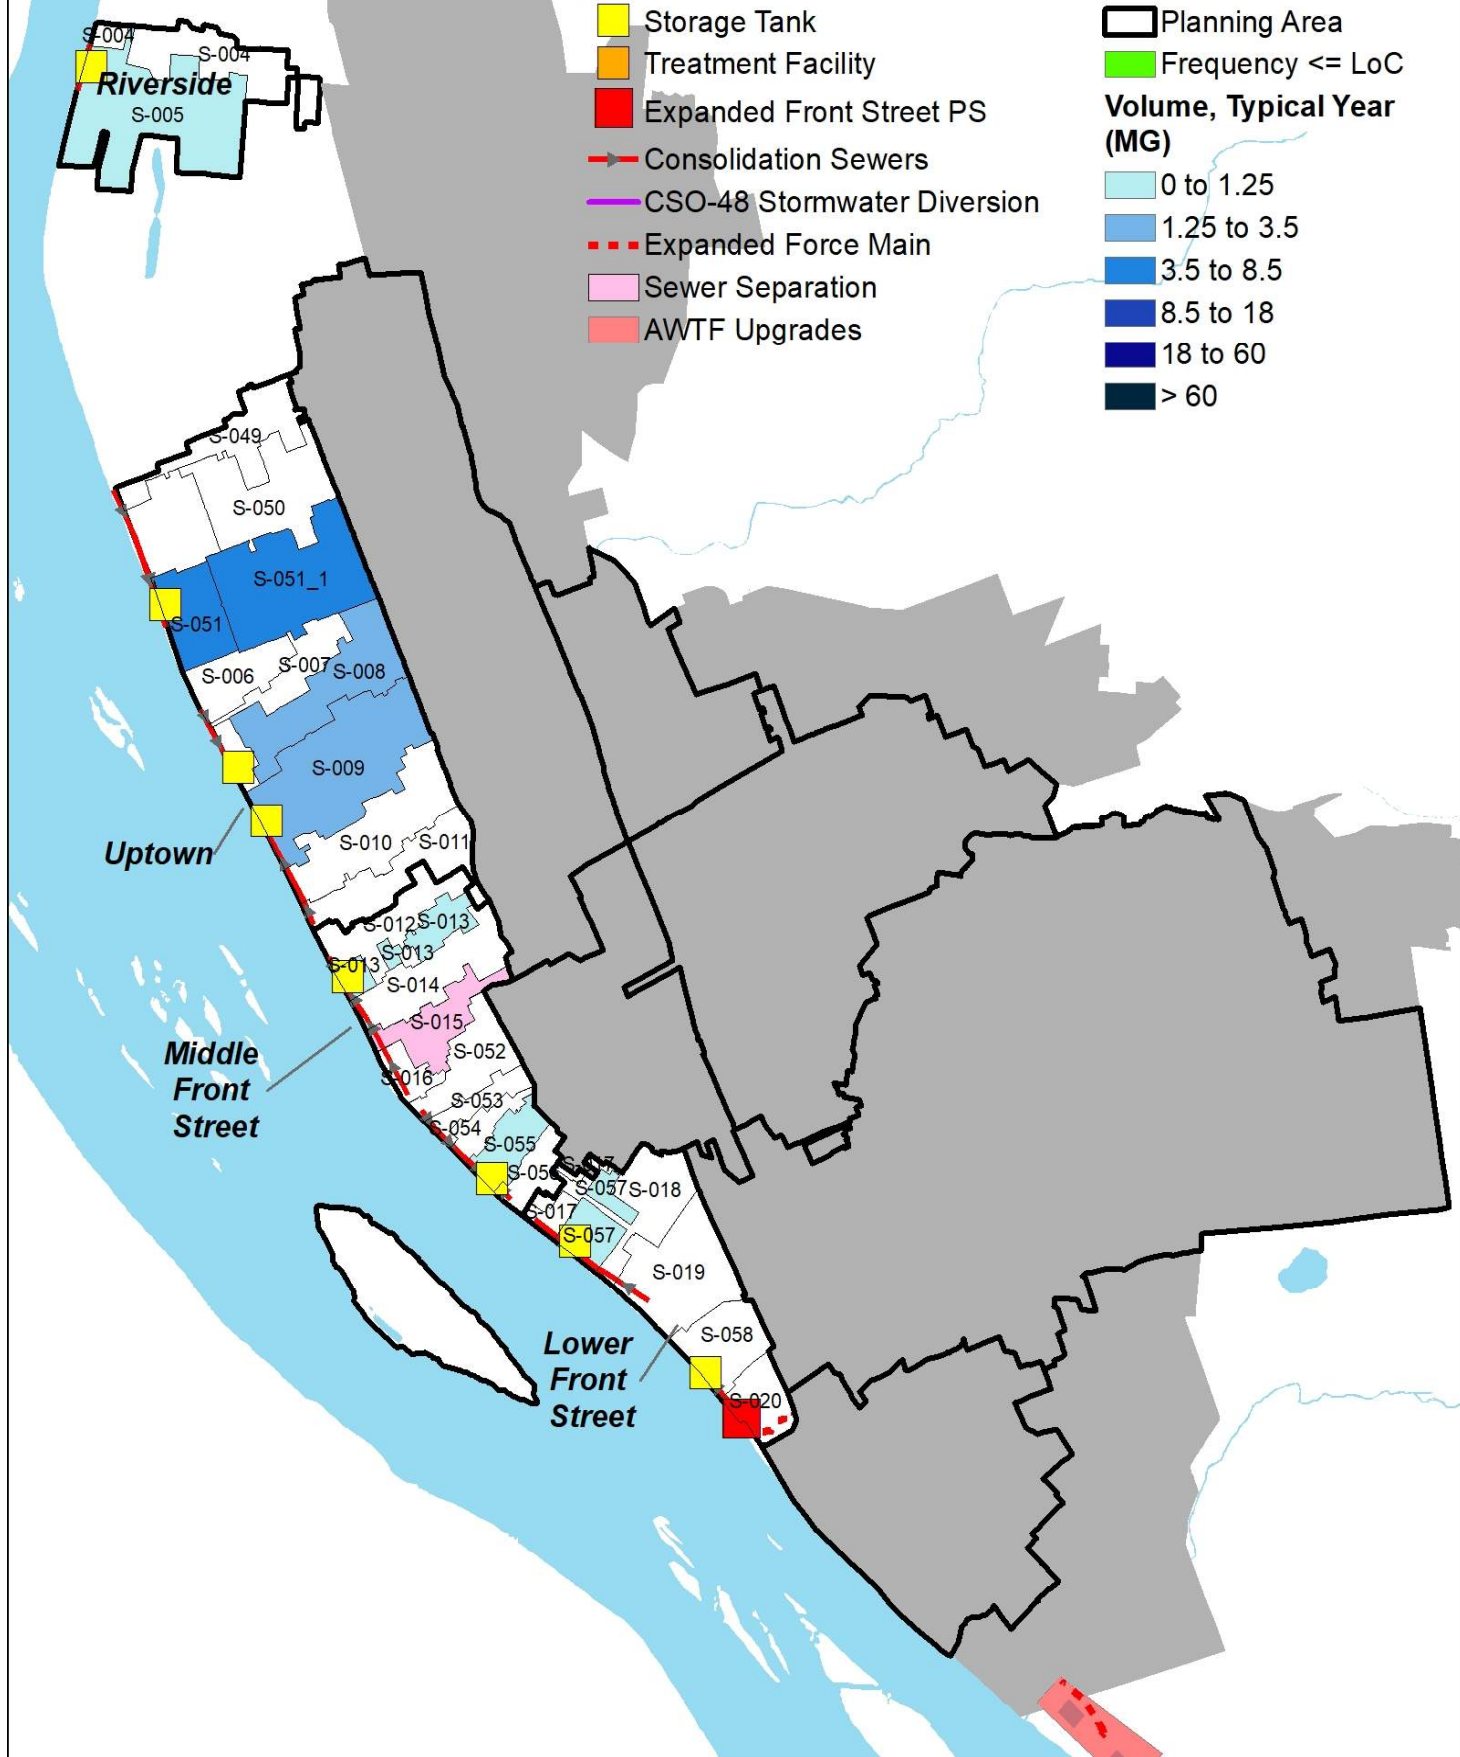 Storage Tank
Treatment Facility
Expanded Front Street PS
Consolidation Sewers
CSO-48 Stormwater Diversion
Expanded Force Main
Sewer Separation
AWTF Upgrades
Planning Area
Frequency <= LoC
Volume, Typical Year
(MG)
0 to 1.25
1.25 to 3.5
3.5 to 8.5
8.5 to 18
18 to 60
> 60
S-004
S-004
Riverside
S-005
S-049
S-050
S-051_1
S-051
S-006
S-007
S-008
S-009
Uptown
S-010
S-011
S-012
S-013
S-013
S-013
S-014
S-015
Middle
Front
Street
S-052
S-016
S-053
S-054
S-055
S-056
S-057
S-018
S-017
S-057
S-019
Lower
Front
Street
S-058
S-020